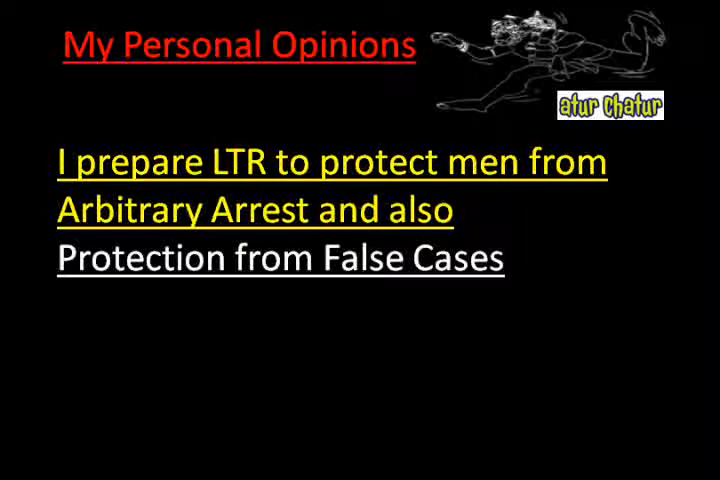 My Personal Opinions
atur chatur
I prepare LTR to protect men from
Arbitrary Arrest and also
Protection from False Cases